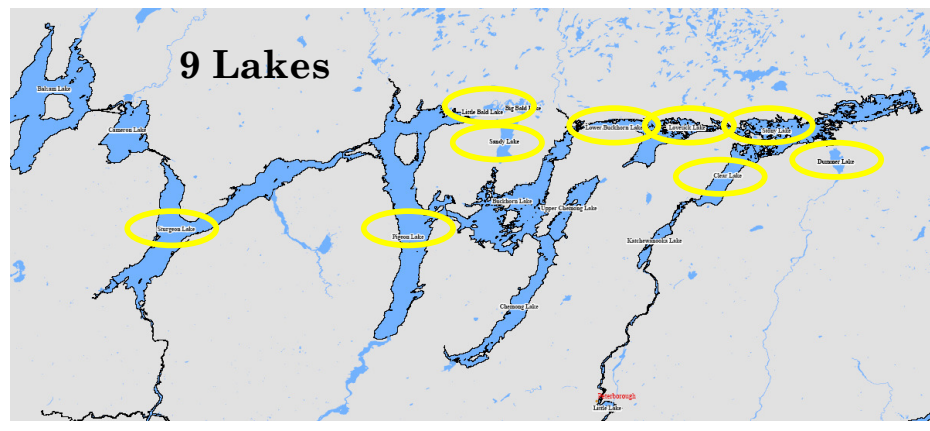 9 Lakes
Balsam Lake
Cameron Lake
Little Bald Lake
Big Bald Lake
Sandy Lake
Lower Buckhorn Lake
Lovesick Lake
Stony Lake
Dummer Lake
Clear Lake
Buckhorn Lake
Upper Chemong Lake
Sturgeon Lake
Pigeon Lake
Katchewanooka Lake
Chemong Lake
Peterborough
Little Lake